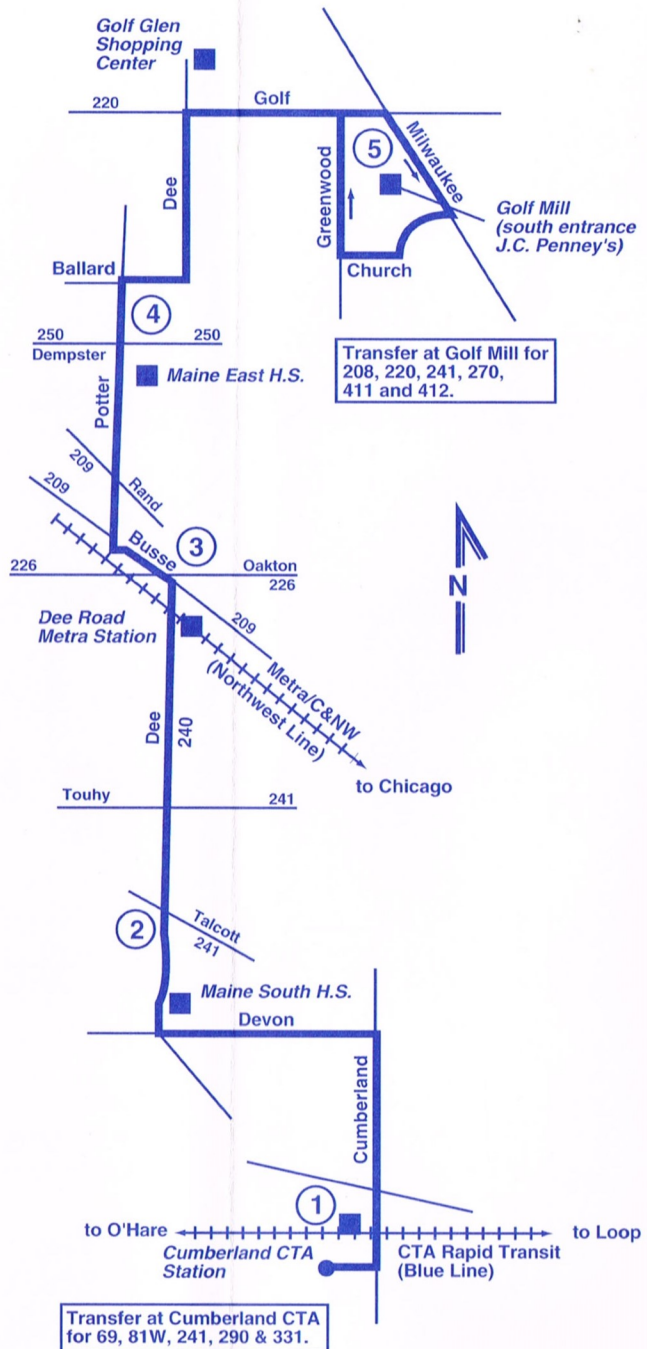 Golf Glen
Shopping
Center
220
Golf
Dee
Greenwood
5
Milwaukee
Golf Mill
(south entrance
J.C. Penney's)
Church
Ballard
4
250
250
Dempster
Maine East H.S.
Potter
Transfer at Golf Mill for
208, 220, 241, 270,
411 and 412.
209
Rand
209
Busse
3
226
Oakton
226
N
Dee Road
Metra Station
209
Metra/C&NW
(Northwest Line)
Dee
240
to Chicago
Touhy
241
2
Talcott
241
Maine South H.S.
Devon
Cumberland
1
to O'Hare
to Loop
Cumberland CTA
Station
CTA Rapid Transit
(Blue Line)
Transfer at Cumberland CTA
for 69, 81W, 241, 290 & 331.